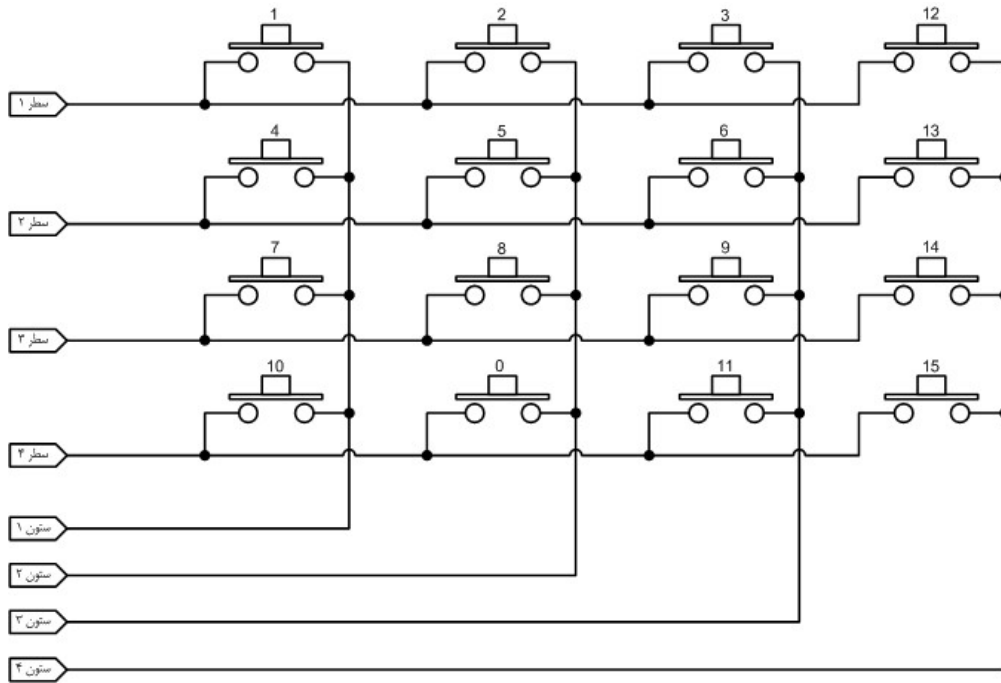 1 2 3 12
سطر ۱
4 5 6 13
سطر ۲
7 8 9 14
سطر ۳
10 0 11 15
سطر ۴
ستون ۱
ستون ۲
ستون ۳
ستون ۴